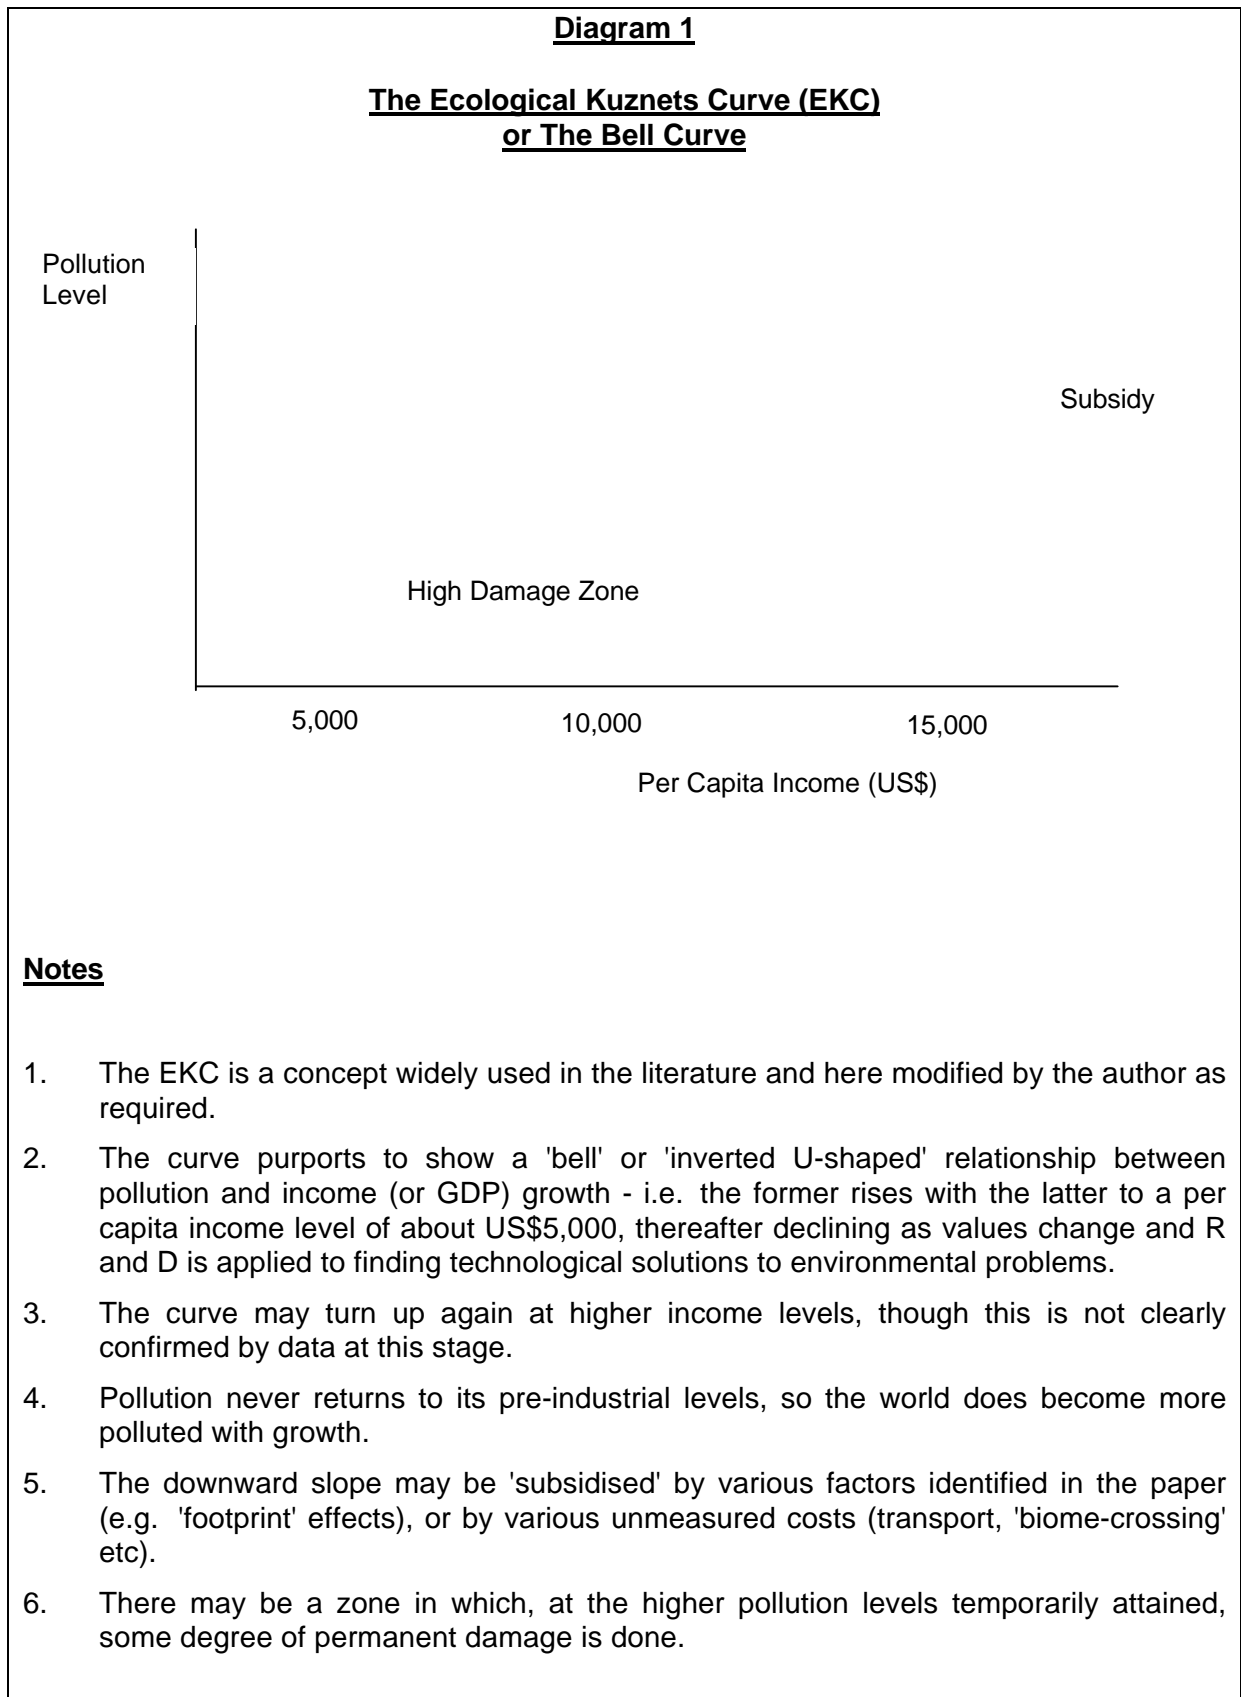 Diagram 1
The Ecological Kuznets Curve (EKC)
or The Bell Curve
Pollution
Level
Subsidy
High Damage Zone
5,000
10,000
15,000
Per Capita Income (US$)
Notes
1. The EKC is a concept widely used in the literature and here modified by the author as
required.
2. The curve purports to show a 'bell' or 'inverted U-shaped' relationship between
pollution and income (or GDP) growth - i.e. the former rises with the latter to a per
capita income level of about US$5,000, thereafter declining as values change and R
and D is applied to finding technological solutions to environmental problems.
3. The curve may turn up again at higher income levels, though this is not clearly
confirmed by data at this stage.
4. Pollution never returns to its pre-industrial levels, so the world does become more
polluted with growth.
5. The downward slope may be 'subsidised' by various factors identified in the paper
(e.g. 'footprint' effects), or by various unmeasured costs (transport, 'biome-crossing'
etc).
6. There may be a zone in which, at the higher pollution levels temporarily attained,
some degree of permanent damage is done.